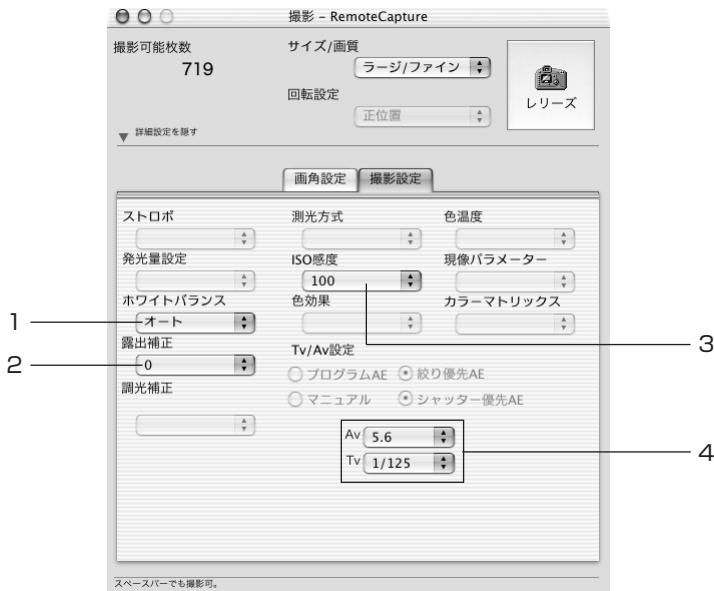 撮影 – RemoteCapture
撮影可能枚数
719
サイズ/画質
ラージ/ファイン
回転設定
正位置
レリーズ
詳細設定を隠す
画角設定 撮影設定
ストロボ
測光方式
色温度
発光量設定
ISO感度
100
現像パラメーター
ホワイトバランス
オート
色効果
カラーマトリックス
露出補正
0
調光補正
Tv/Av設定
プログラムAE 絞り優先AE
マニュアル シャッター優先AE
Av 5.6
Tv 1/125
スペースバーでも撮影可。
1
2
3
4